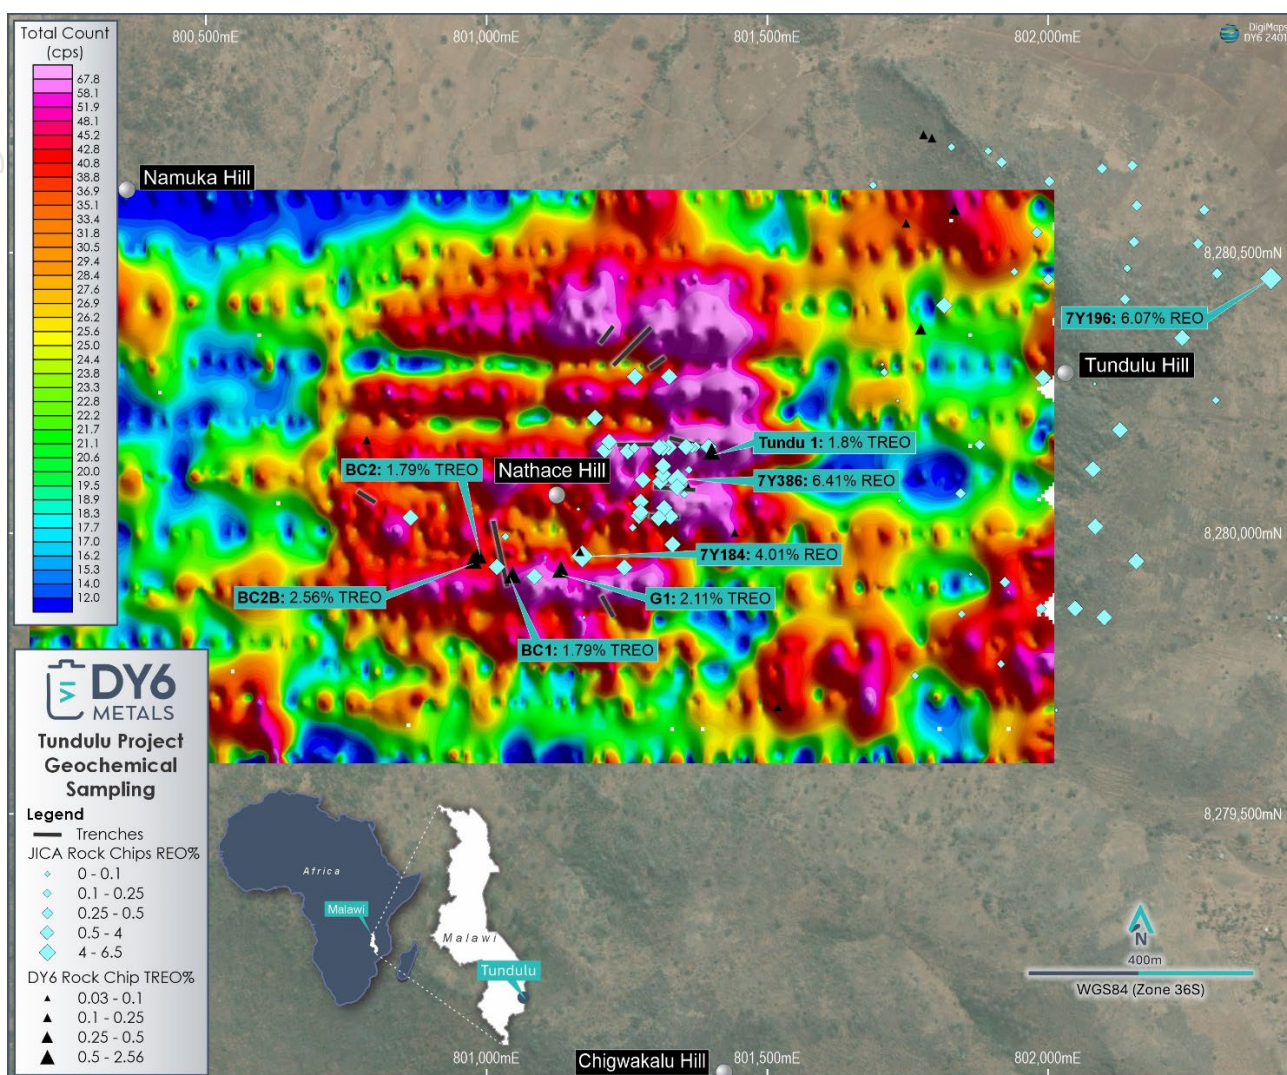 Total Count
(cps)
67.8
58.1
51.9
48.1
45.2
42.8
40.8
38.8
36.9
35.1
33.4
31.8
30.5
29.4
28.4
27.6
26.9
26.2
25.6
25.0
24.4
23.8
23.3
22.7
22.2
21.7
21.1
20.6
20.0
19.5
18.9
18.3
17.7
17.0
16.2
15.3
14.0
12.0
800,500mE
801,000mE
801,500mE
802,000mE
DigiMaps
DY6 2401
Namuka Hill
8,280,500mN
7Y196: 6.07% REO
Tundulu Hill
Tundu 1: 1.8% TREO
BC2: 1.79% TREO
Nathace Hill
7Y386: 6.41% REO
8,280,000mN
7Y184: 4.01% REO
BC2B: 2.56% TREO
G1: 2.11% TREO
BC1: 1.79% TREO
DY6
METALS
Tundulu Project
Geochemical
Sampling
Legend
Trenches
JICA Rock Chips REO%
0 - 0.1
0.1 - 0.25
0.25 - 0.5
0.5 - 4
4 - 6.5
DY6 Rock Chip TREO%
0.03 - 0.1
0.1 - 0.25
0.25 - 0.5
0.5 - 2.56
8,279,500mN
Africa
Malawi
Malawi
Tundulu
N
400m
WGS84 (Zone 36S)
801,000mE
801,500mE
802,000mE
Chigwakalu Hill